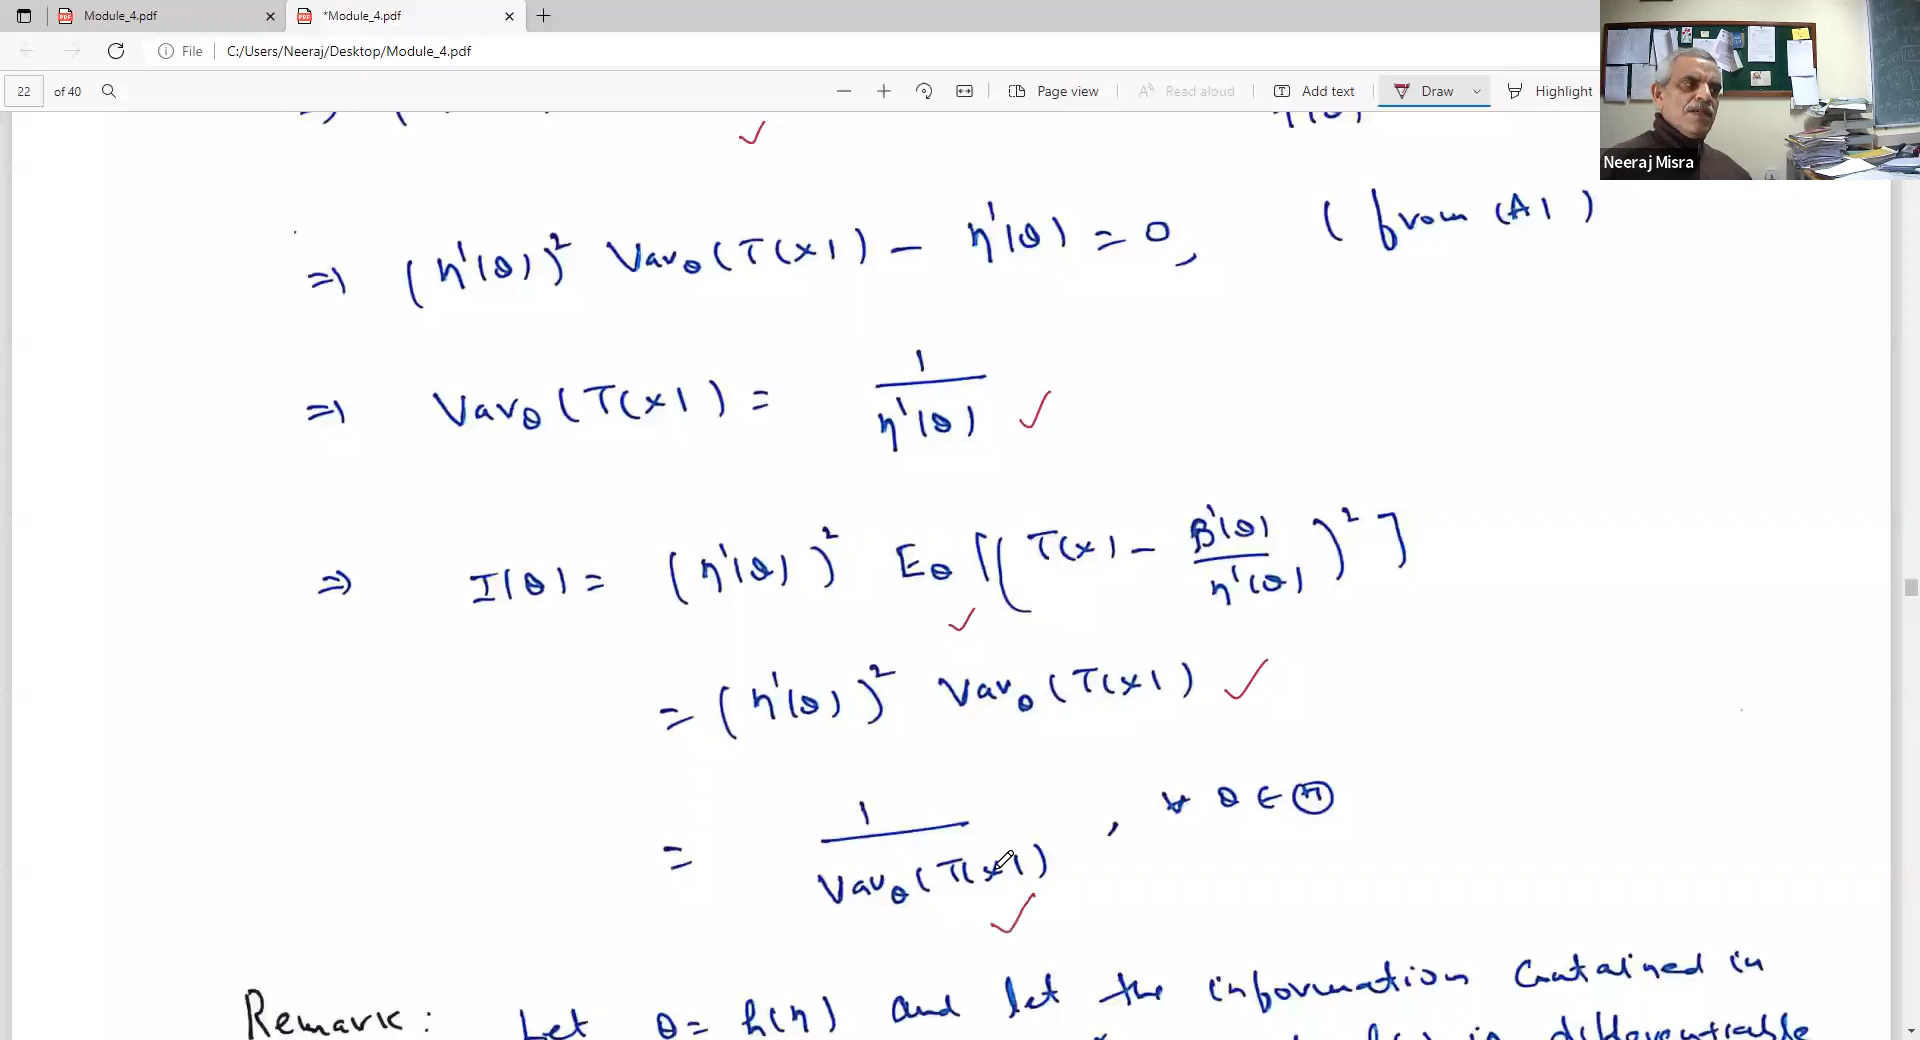 Module_4.pdf
*Module_4.pdf
File C:/Users/Neeraj/Desktop/Module_4.pdf
22 of 40 Page view Read aloud Add text Draw Highlight
Neeraj Misra
⇒ (η'(θ))² Varθ(T(X)) − η'(θ) = 0, (from (A))
⇒ Varθ(T(X)) = 1/η'(θ) ✓
⇒ I(θ) = (η'(θ))² Eθ[(T(X) − B'(θ)/η'(θ))²]
= (η'(θ))² Varθ(T(X)) ✓
= 1/Varθ(T(X)), ∀ θ ∈ Θ
Remark: Let θ = h(η) and let the information contained in
is differentiable